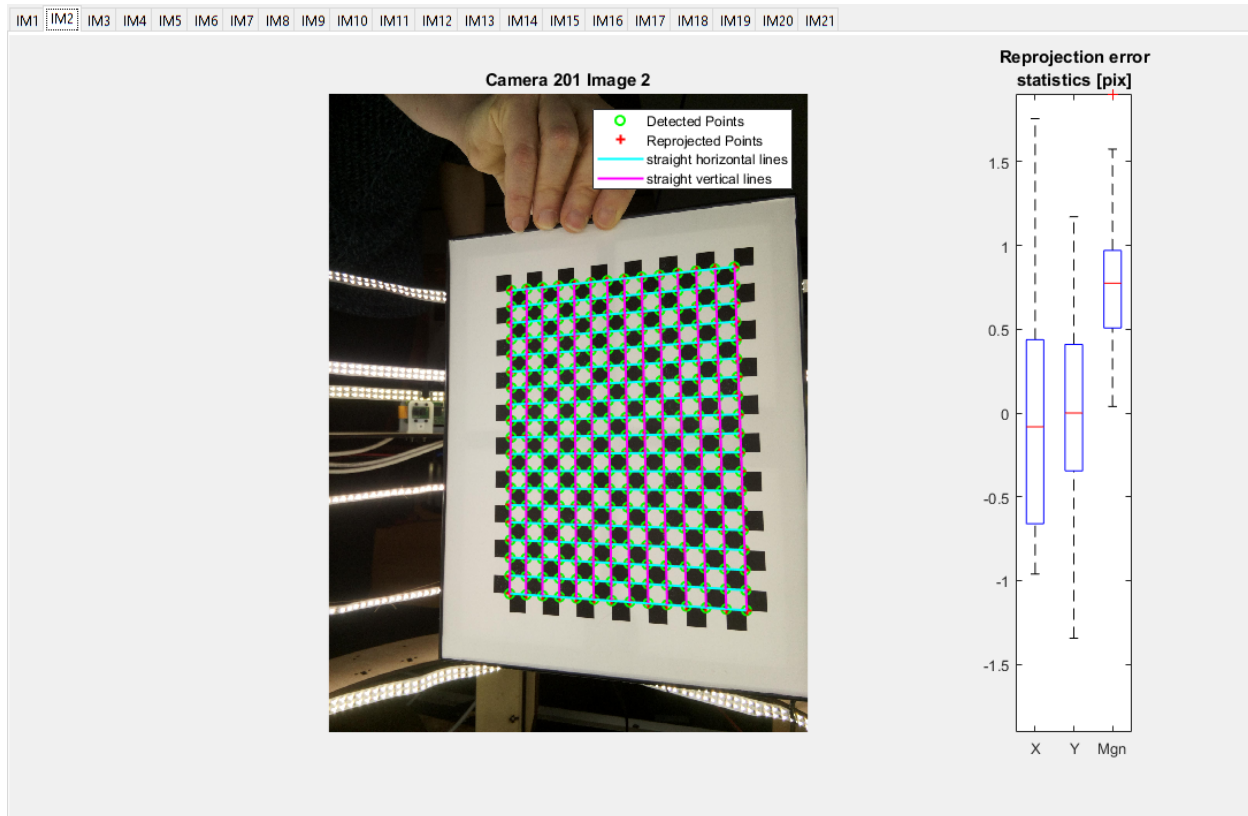 IM1 IM2 IM3 IM4 IM5 IM6 IM7 IM8 IM9 IM10 IM11 IM12 IM13 IM14 IM15 IM16 IM17 IM18 IM19 IM20 IM21
Camera 201 Image 2
Detected Points
Reprojected Points
straight horizontal lines
straight vertical lines
Reprojection error
statistics [pix]
1.5
1
0.5
0
-0.5
-1
-1.5
X Y Mgn